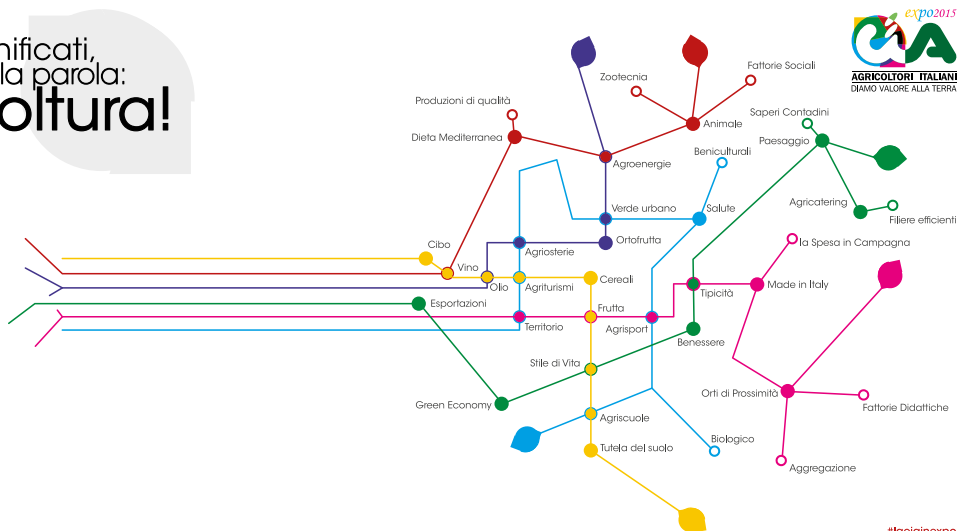 nificati,
la parola:
oltura!
expo2015
AGRICOLTORI ITALIANI
DIAMO VALORE ALLA TERRA
Fattorie Sociali
Zootecnia
Produzioni di qualità
Saperi Contadini
Animale
Dieta Mediterranea
Paesaggio
Beniculturali
Agroenergie
Agricatering
Verde urbano
Salute
Filiere efficienti
Cibo
Agriosterie
Ortofrutta
la Spesa in Campagna
Vino
Olio
Agriturismi
Cereali
Tipicità
Made in Italy
Esportazioni
Frutta
Territorio
Agrisport
Benessere
Stile di Vita
Orti di Prossimità
Green Economy
Fattorie Didattiche
Agriscuole
Tutela del suolo
Biologico
Aggregazione